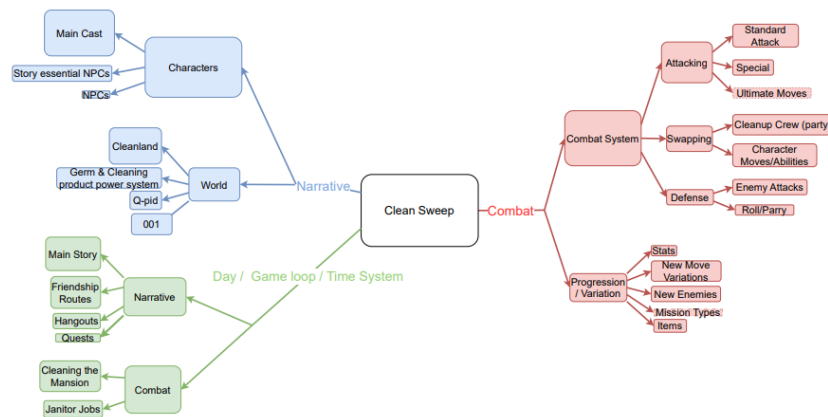 Main Cast
Characters
Story essential NPCs
NPCs
Cleanland
Germ & Cleaning
product power system
World
Q-pid
001
Narrative
Clean Sweep
Combat
Standard
Attack
Attacking
Special
Ultimate Moves
Combat System
Swapping
Cleanup Crew (party
Character
Moves/Abilities
Defense
Enemy Attacks
Roll/Parry
Progression
/ Variation
Stats
New Move
Variations
New Enemies
Mission Types
Items
Day / Game loop / Time System
Main Story
Friendship
Routes
Narrative
Hangouts
Quests
Cleaning the
Mansion
Combat
Janitor Jobs